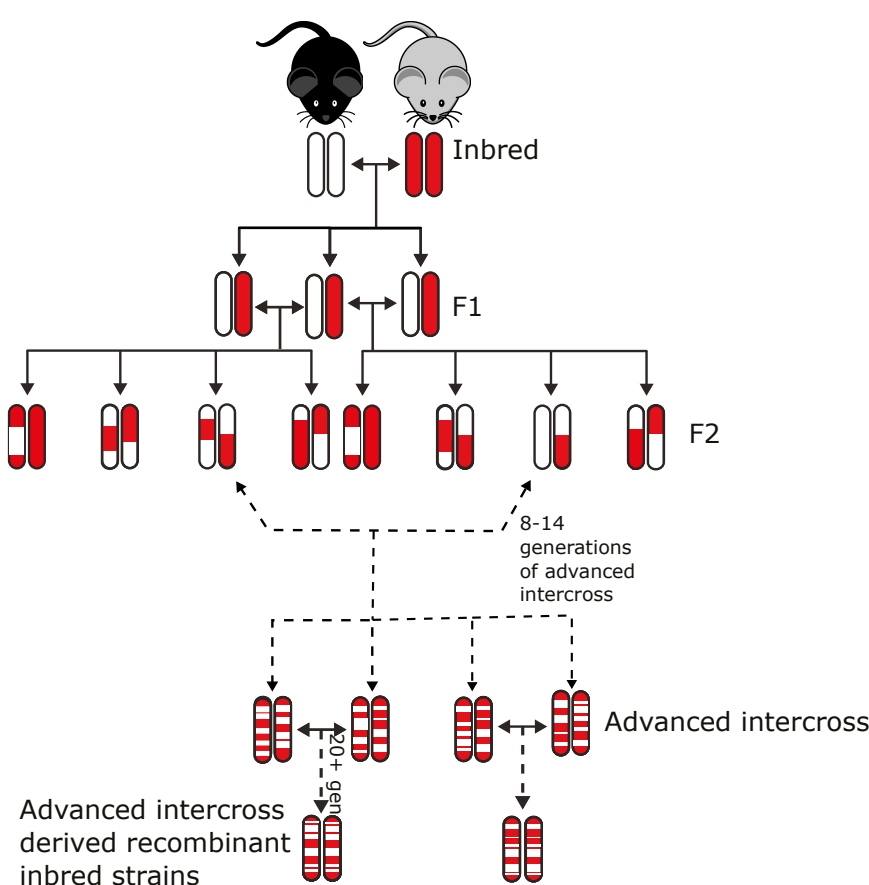 Inbred
F1
F2
8-14
generations
of advanced
intercross
Advanced intercross
20+ gen
Advanced intercross
derived recombinant
inbred strains